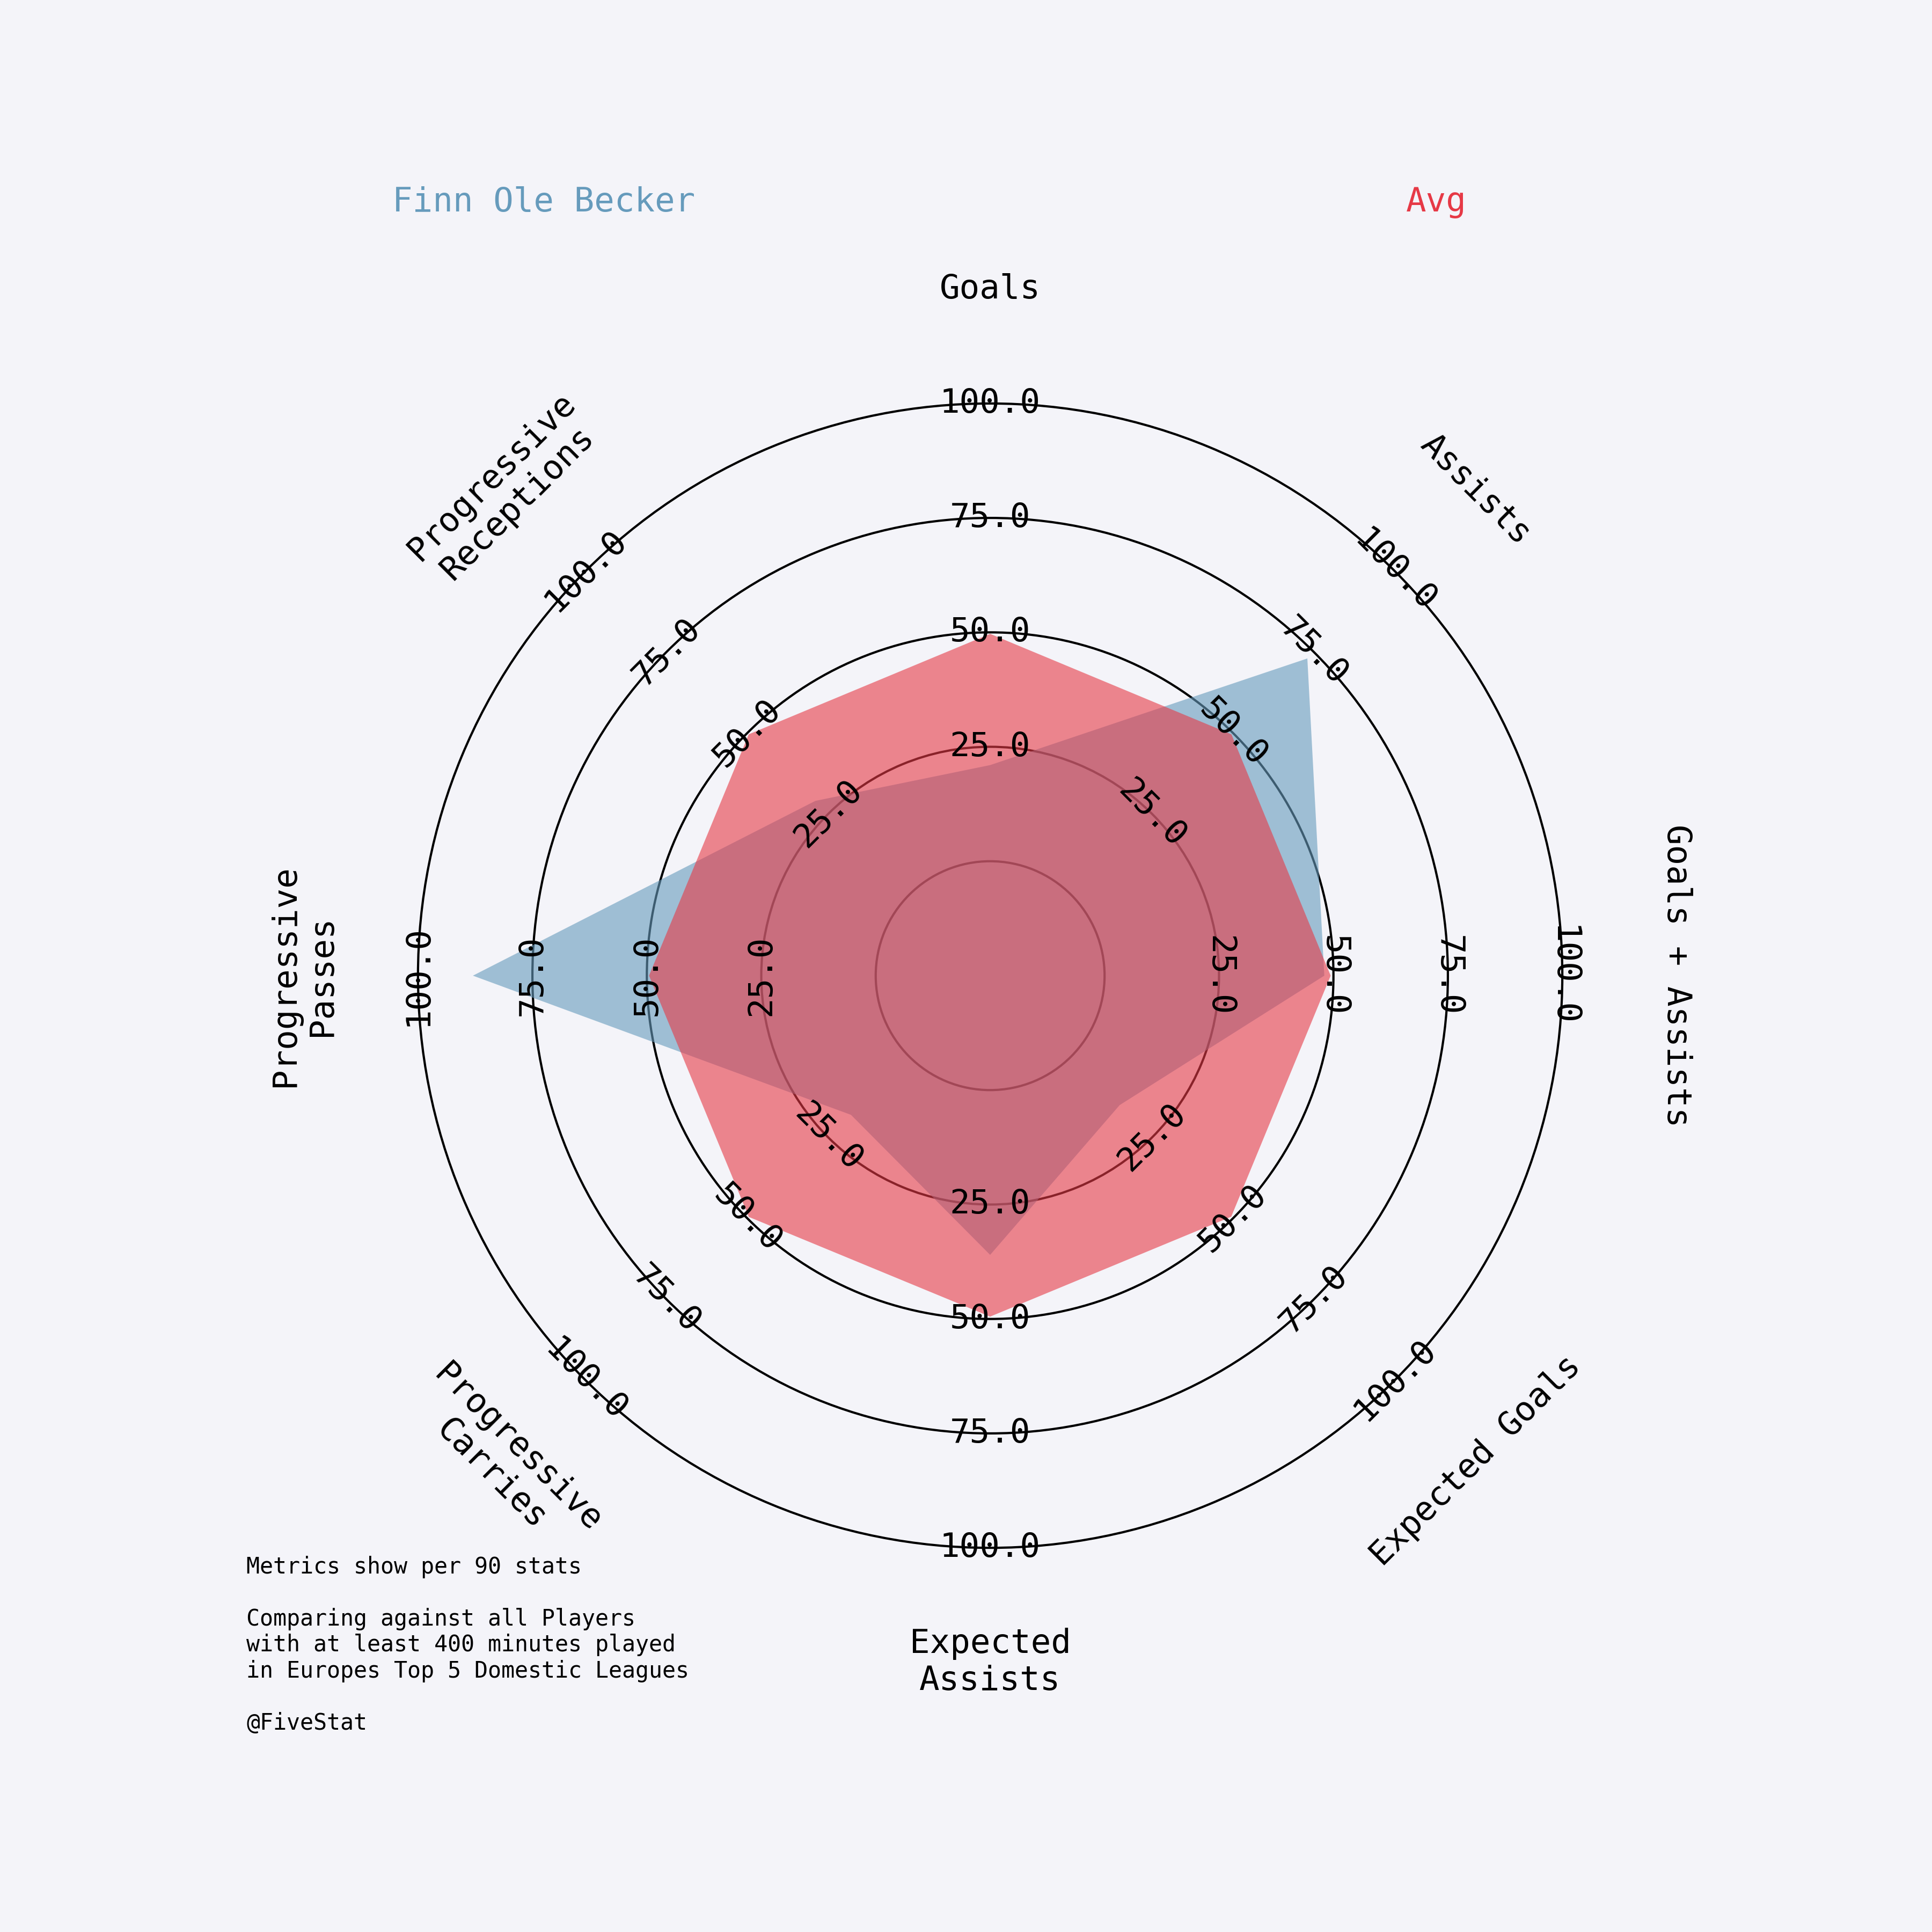 Finn Ole Becker
Avg
Goals
Assists
Goals + Assists
Expected Goals
Expected
Assists
Progressive
Carries
Progressive
Passes
Progressive
Receptions
25.0
50.0
75.0
100.0
25.0
50.0
75.0
100.0
25.0
50.0
75.0
100.0
25.0
50.0
75.0
100.0
25.0
50.0
75.0
100.0
25.0
50.0
75.0
100.0
25.0
50.0
75.0
100.0
25.0
50.0
75.0
100.0
Metrics show per 90 stats
Comparing against all Players
with at least 400 minutes played
in Europes Top 5 Domestic Leagues
@FiveStat